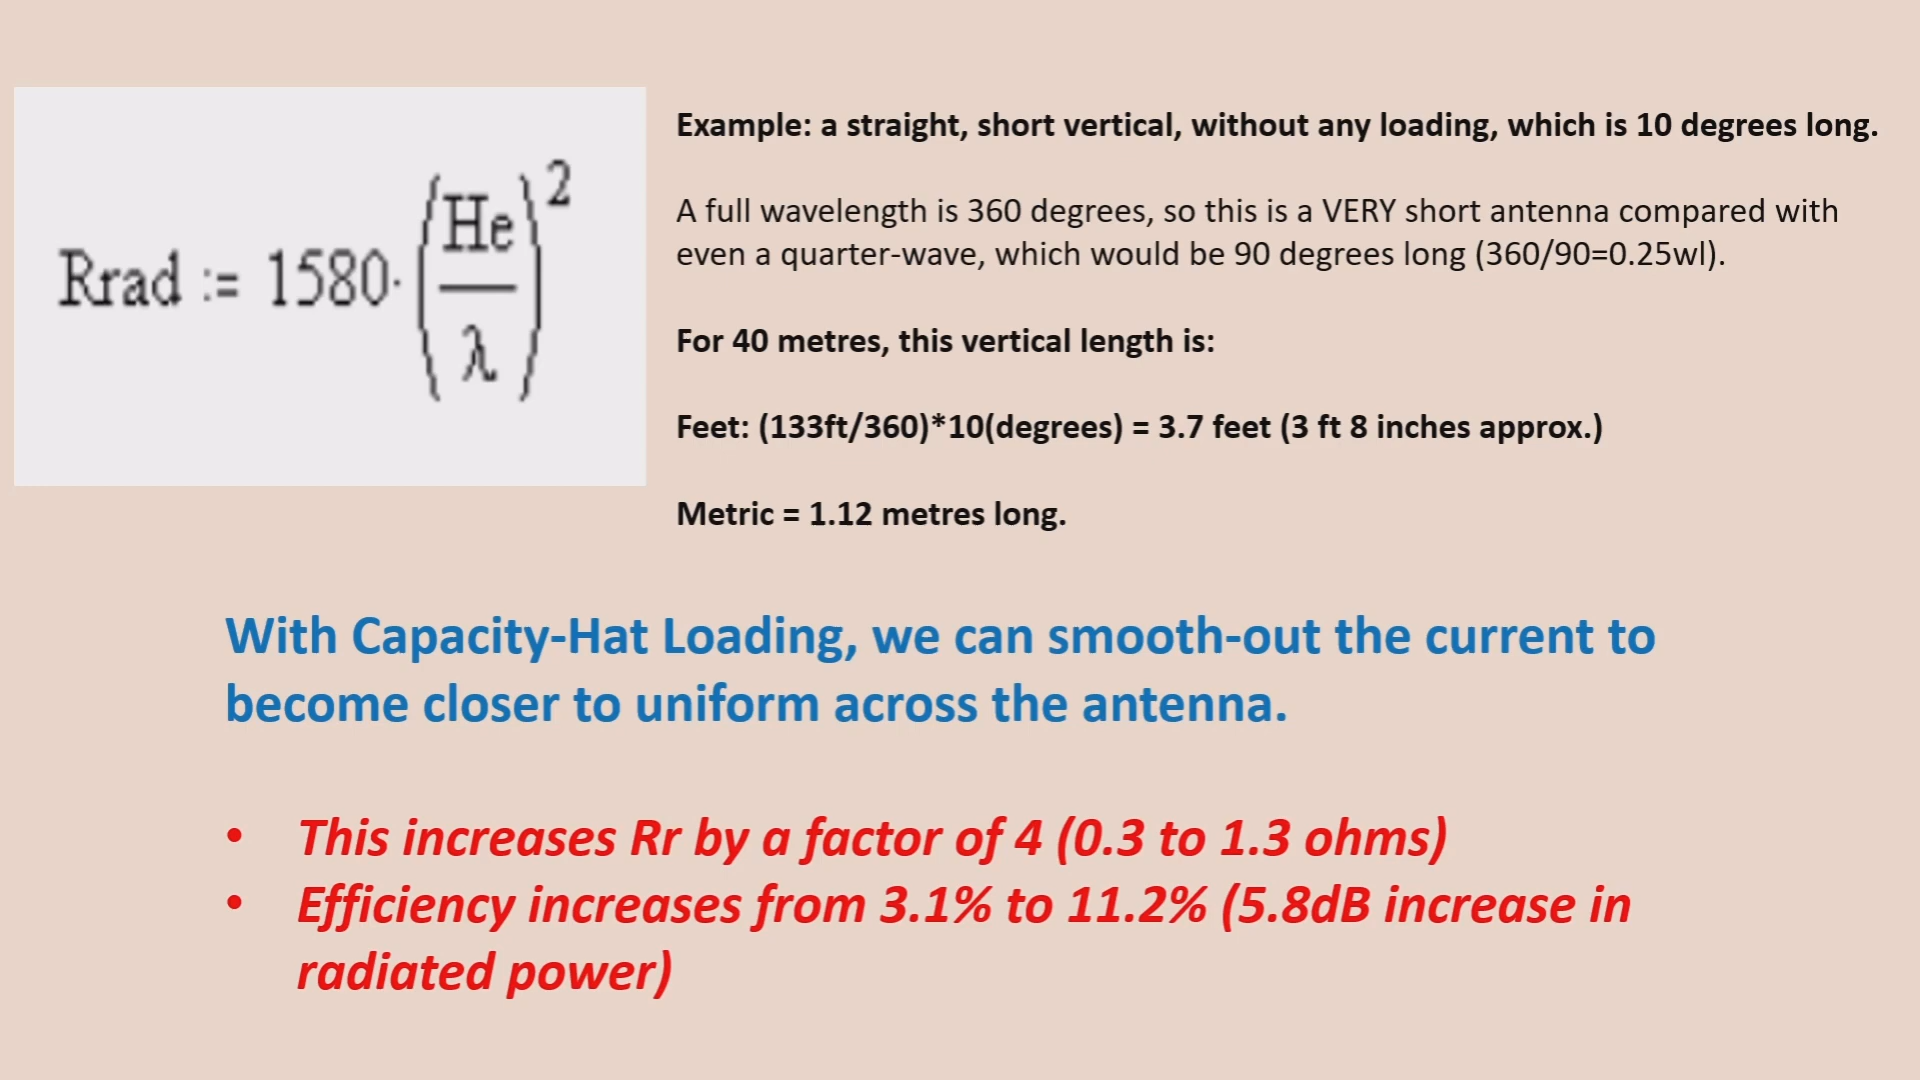 Rrad := 1580·(He/λ)²
Example: a straight, short vertical, without any loading, which is 10 degrees long.
A full wavelength is 360 degrees, so this is a VERY short antenna compared with
even a quarter-wave, which would be 90 degrees long (360/90=0.25wl).
For 40 metres, this vertical length is:
Feet: (133ft/360)*10(degrees) = 3.7 feet (3 ft 8 inches approx.)
Metric = 1.12 metres long.
With Capacity-Hat Loading, we can smooth-out the current to
become closer to uniform across the antenna.
• This increases Rr by a factor of 4 (0.3 to 1.3 ohms)
• Efficiency increases from 3.1% to 11.2% (5.8dB increase in
radiated power)